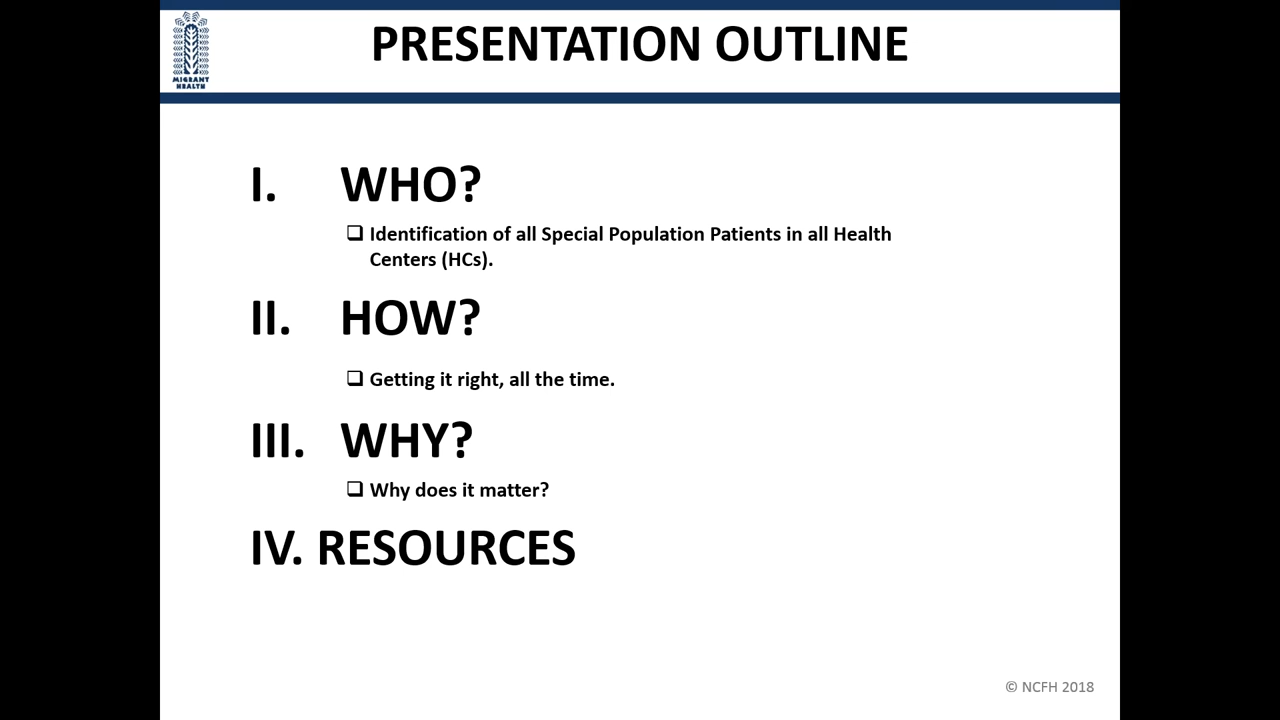 MIGRANT
HEALTH
PRESENTATION OUTLINE
I. WHO?
❑ Identification of all Special Population Patients in all Health
Centers (HCs).
II. HOW?
❑ Getting it right, all the time.
III. WHY?
❑ Why does it matter?
IV. RESOURCES
© NCFH 2018